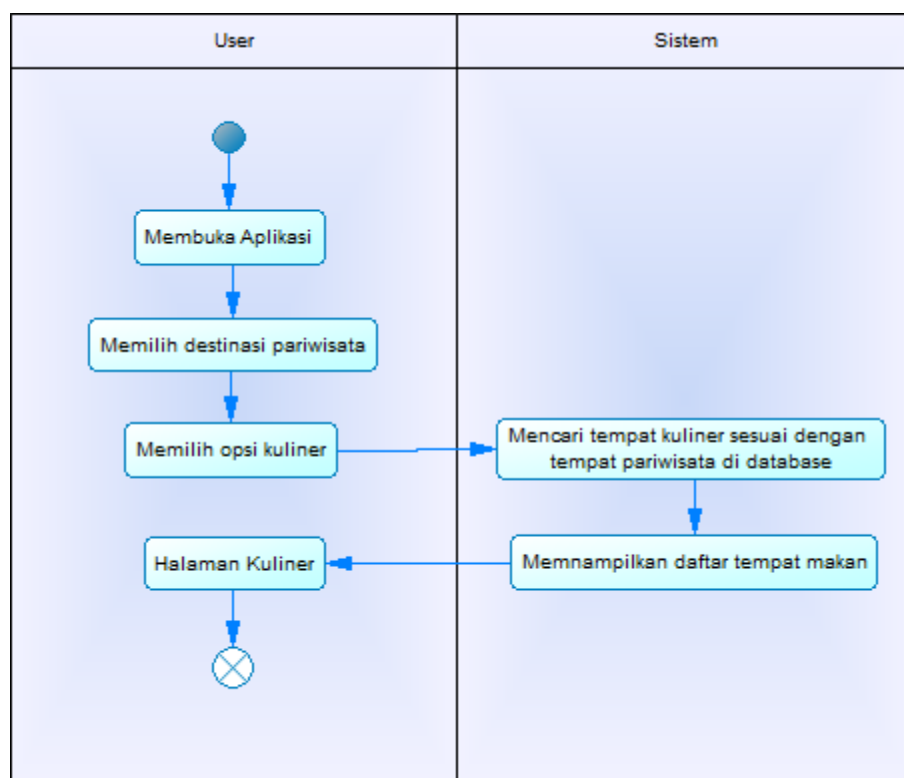 User
Sistem
Membuka Aplikasi
Memilih destinasi pariwisata
Memilih opsi kuliner
Mencari tempat kuliner sesuai dengan
tempat pariwisata di database
Memnampilkan daftar tempat makan
Halaman Kuliner